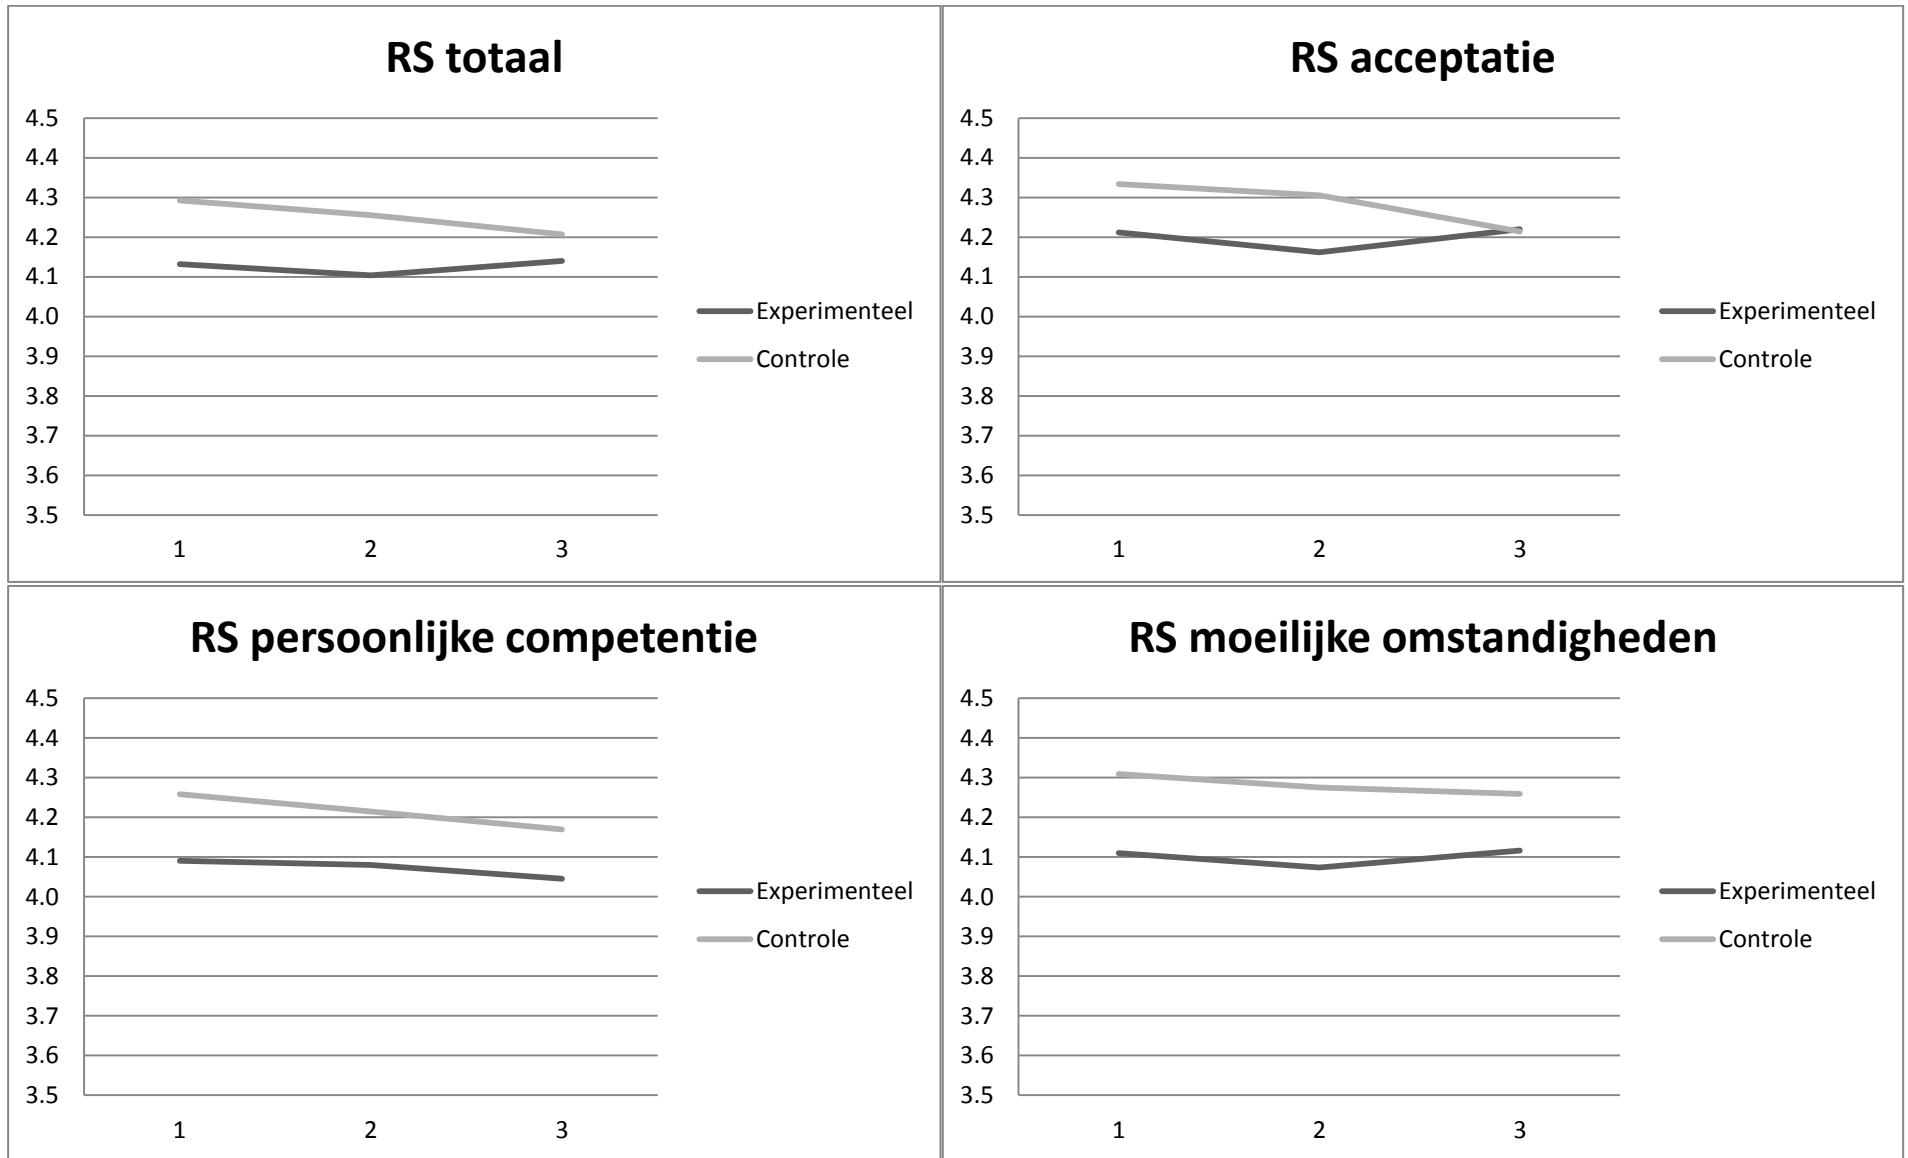 RS totaal
4.5
4.4
4.3
4.2
4.1
4.0
3.9
3.8
3.7
3.6
3.5
1 2 3
Experimenteel
Controle
RS acceptatie
4.5
4.4
4.3
4.2
4.1
4.0
3.9
3.8
3.7
3.6
3.5
1 2 3
Experimenteel
Controle
RS persoonlijke competentie
4.5
4.4
4.3
4.2
4.1
4.0
3.9
3.8
3.7
3.6
3.5
1 2 3
Experimenteel
Controle
RS moeilijke omstandigheden
4.5
4.4
4.3
4.2
4.1
4.0
3.9
3.8
3.7
3.6
3.5
1 2 3
Experimenteel
Controle